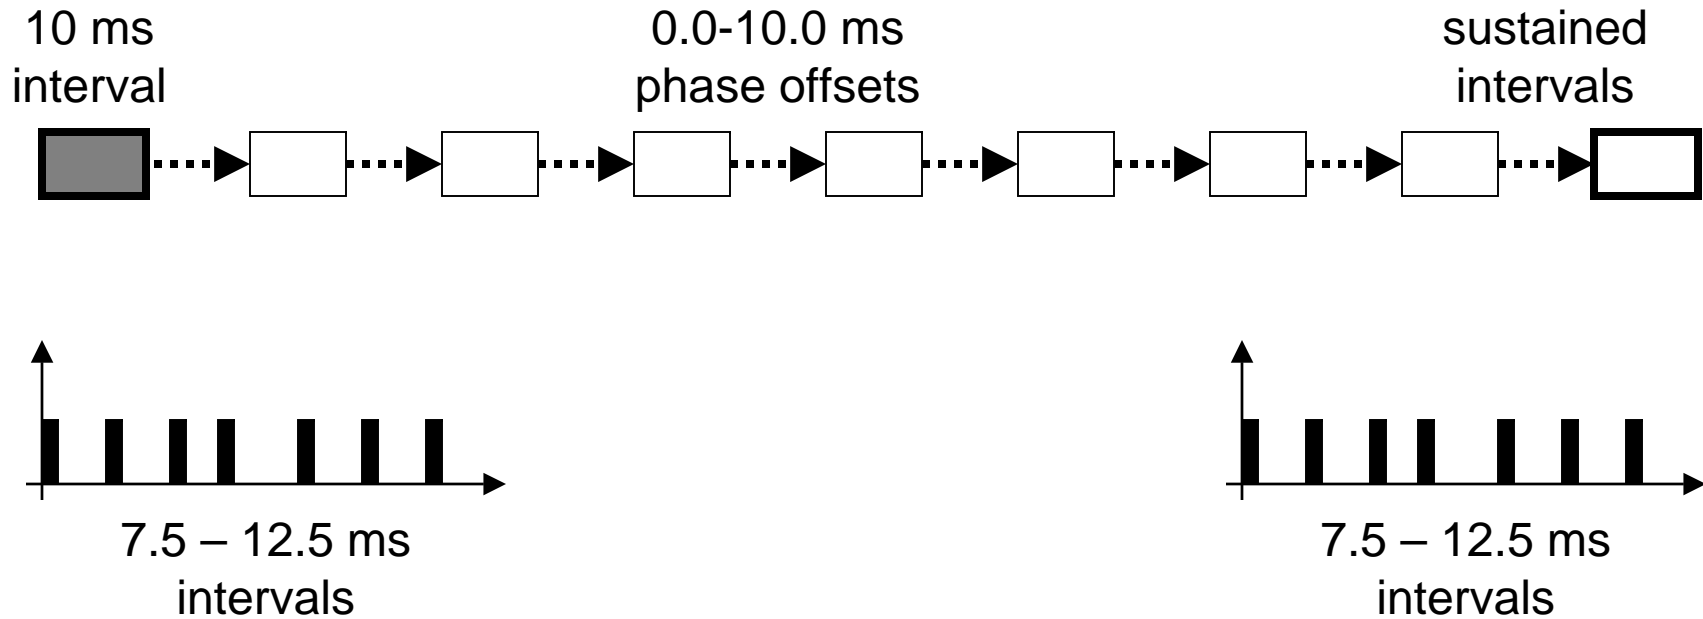 10 ms
interval
0.0-10.0 ms
phase offsets
sustained
intervals
7.5 – 12.5 ms
intervals
7.5 – 12.5 ms
intervals